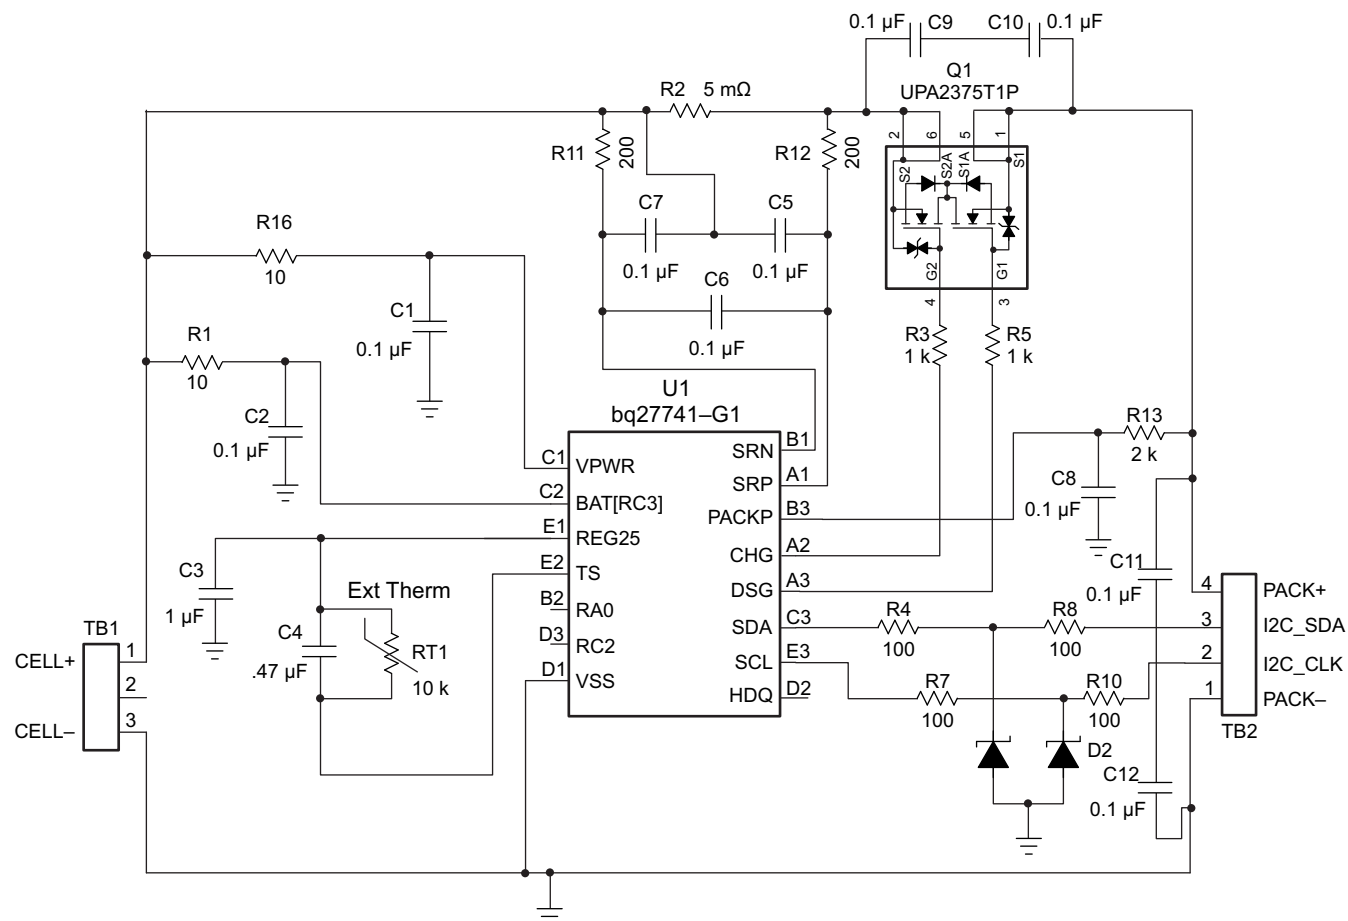 0.1 µF C9 C10 0.1 µF
Q1
UPA2375T1P
R2 5 mΩ
R11 200
R12 200
2 6 5 1
S2 S2A S1A S1
G2 G1
4 3
C7
0.1 µF
C5
0.1 µF
C6
0.1 µF
R16
10
C1
0.1 µF
R1
10
C2
0.1 µF
R3
1 k
R5
1 k
U1
bq27741–G1
C1 VPWR
C2 BAT[RC3]
E1 REG25
E2 TS
B2 RA0
D3 RC2
D1 VSS
SRN B1
SRP A1
PACKP B3
CHG A2
DSG A3
SDA C3
SCL E3
HDQ D2
R13
2 k
C8
0.1 µF
C11
0.1 µF
C3
1 µF
Ext Therm
C4
.47 µF
RT1
10 k
TB1
CELL+ 1
2
CELL– 3
R4
100
R8
100
R7
100
R10
100
D2
C12
0.1 µF
4 PACK+
3 I2C_SDA
2 I2C_CLK
1 PACK–
TB2